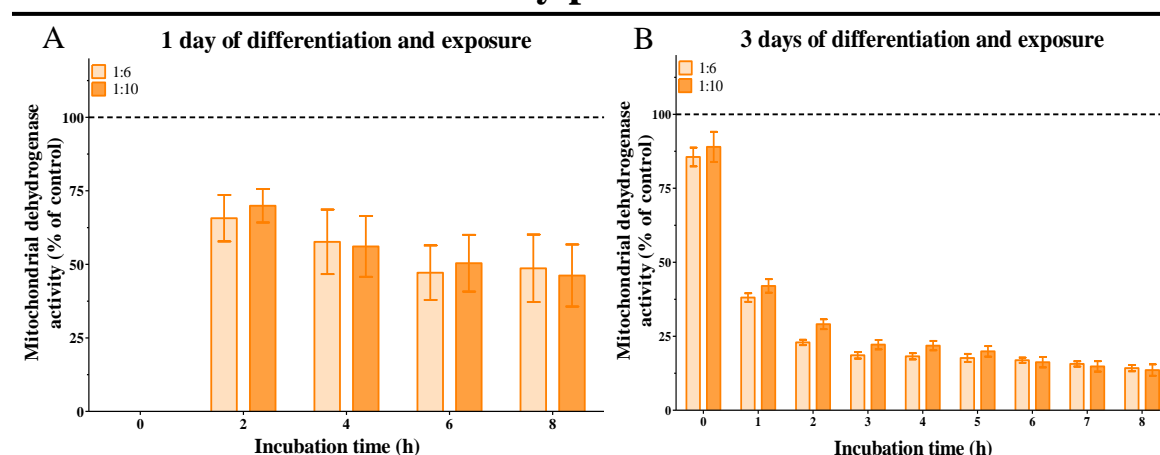 A
1 day of differentiation and exposure
1:6
1:10
Mitochondrial dehydrogenase
activity (% of control)
100
75
50
25
0
0 2 4 6 8
Incubation time (h)
B
3 days of differentiation and exposure
1:6
1:10
Mitochondrial dehydrogenase
activity (% of control)
100
75
50
25
0
0 1 2 3 4 5 6 7 8
Incubation time (h)